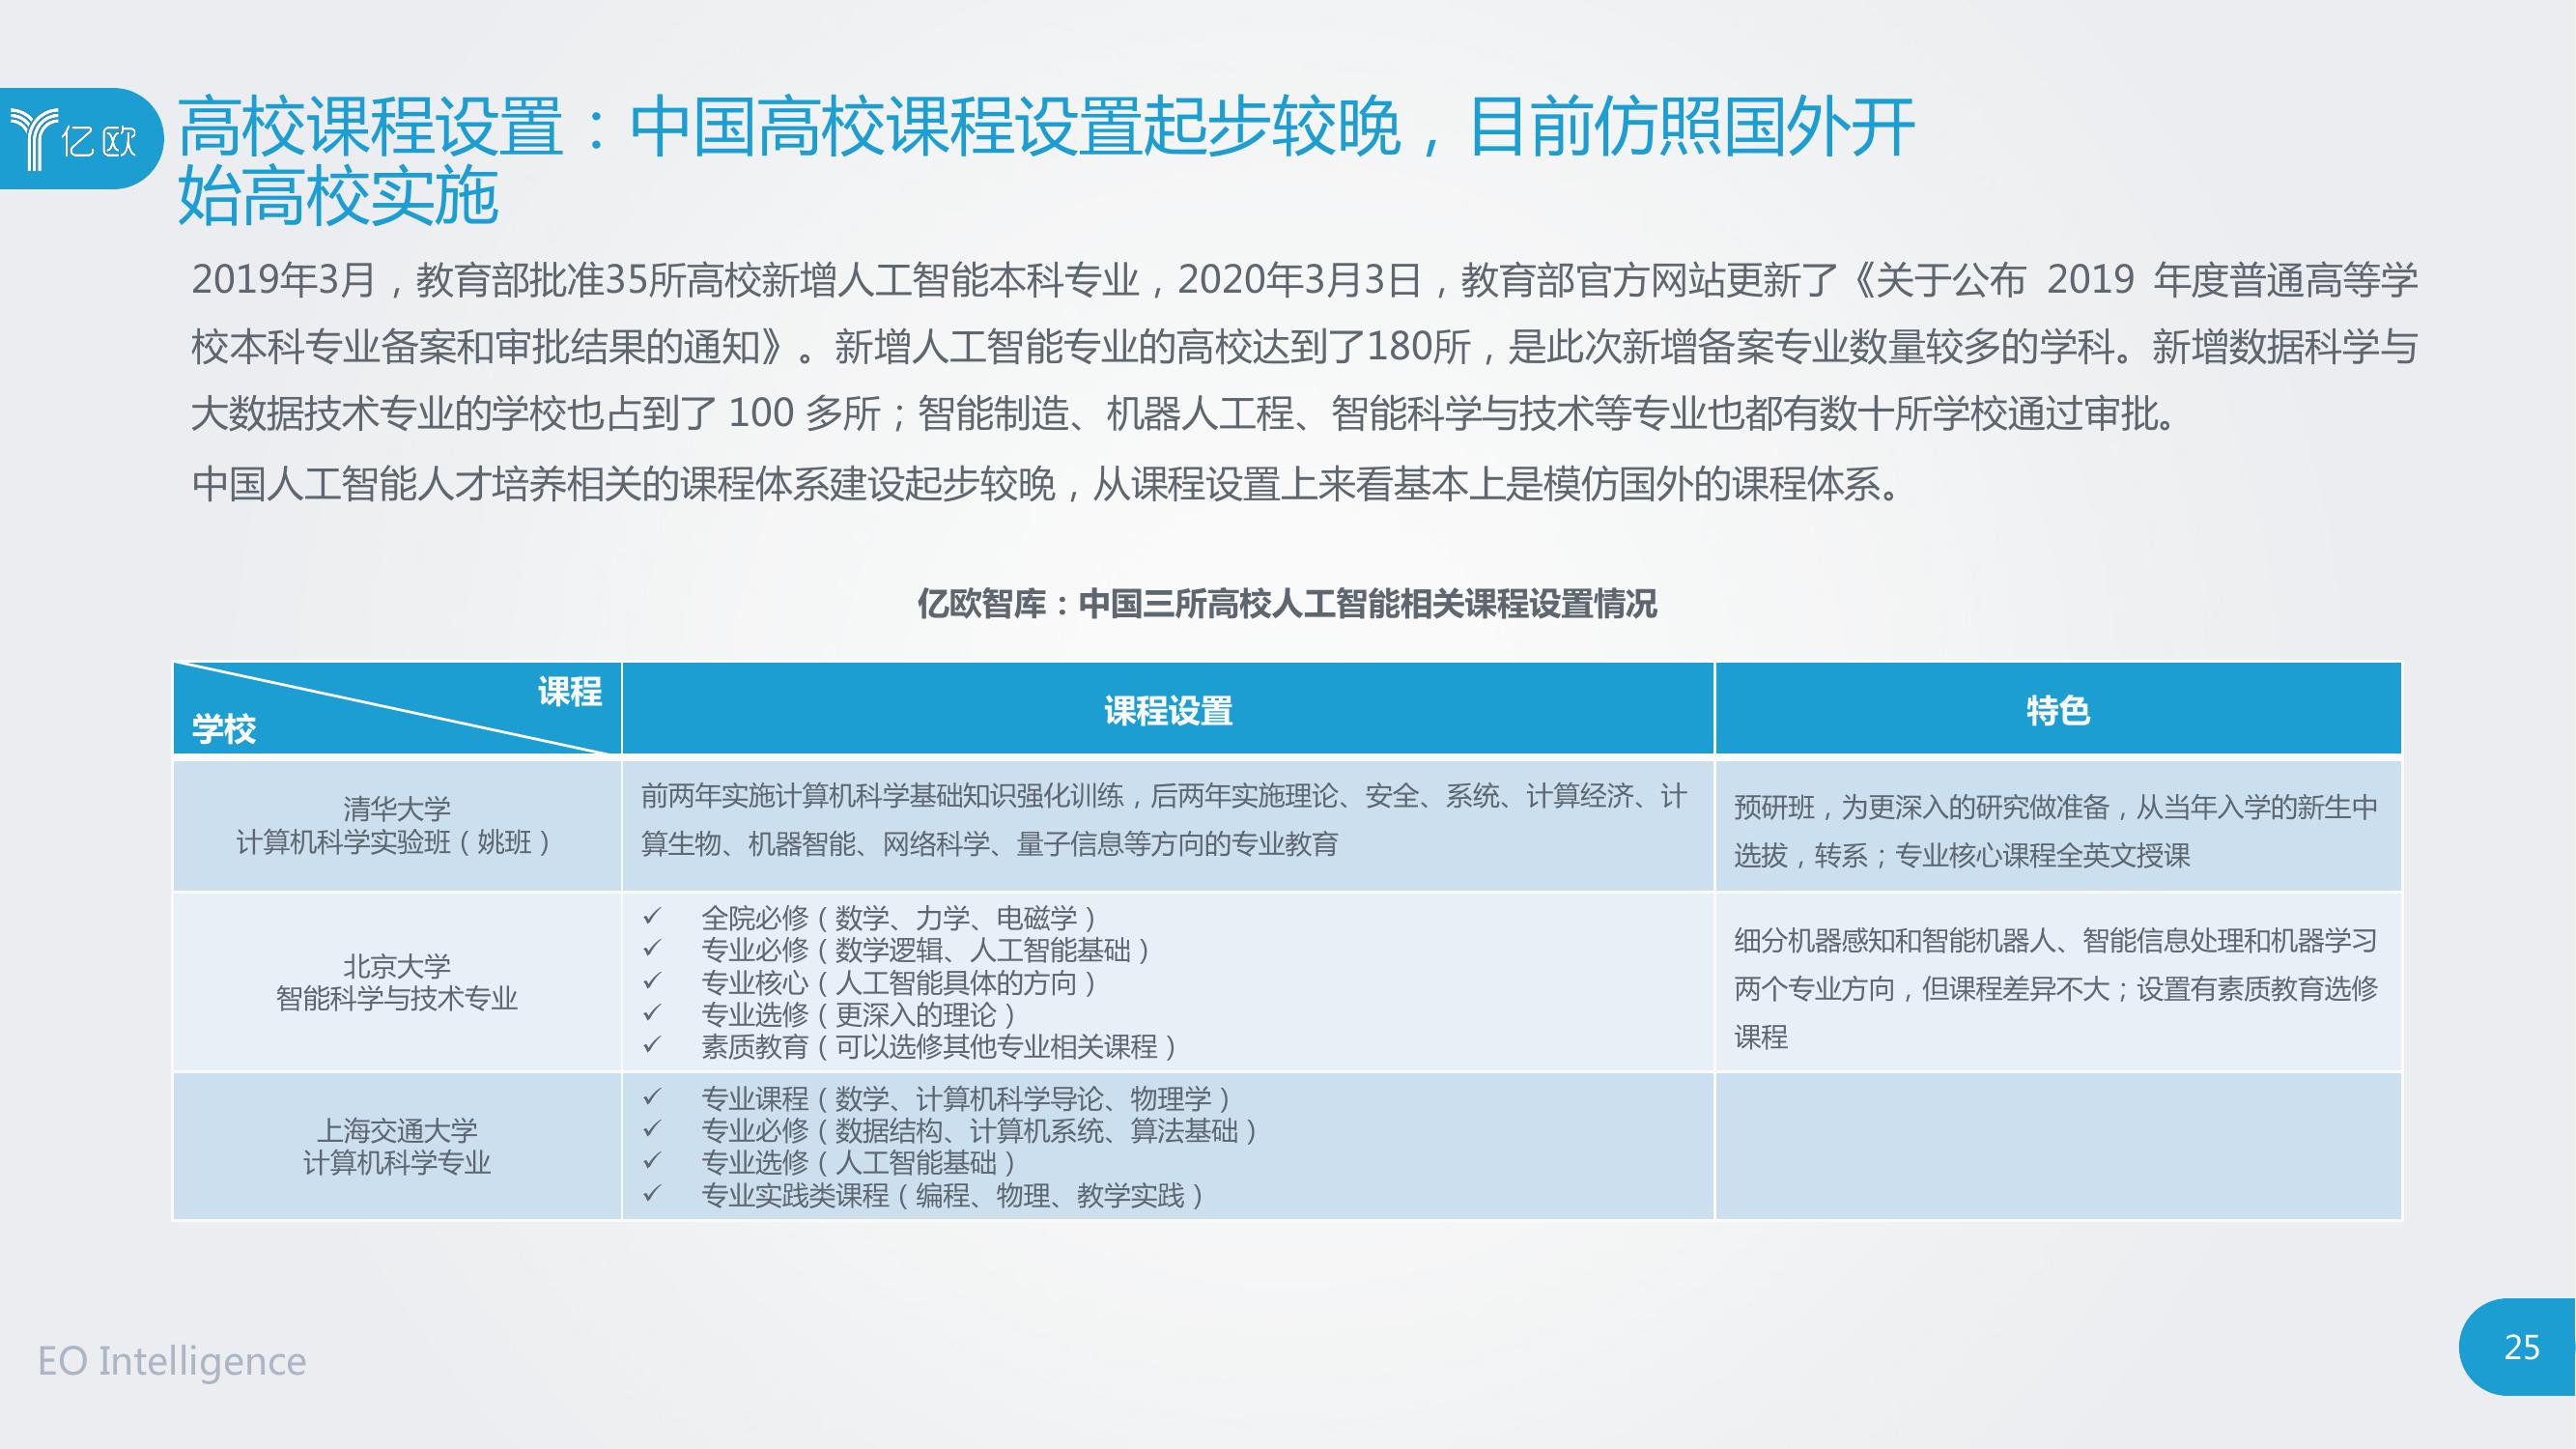 亿欧
高校课程设置：中国高校课程设置起步较晚，目前仿照国外开
始高校实施
2019年3月，教育部批准35所高校新增人工智能本科专业，2020年3月3日，教育部官方网站更新了《关于公布 2019 年度普通高等学
校本科专业备案和审批结果的通知》。新增人工智能专业的高校达到了180所，是此次新增备案专业数量较多的学科。新增数据科学与
大数据技术专业的学校也占到了 100 多所；智能制造、机器人工程、智能科学与技术等专业也都有数十所学校通过审批。
中国人工智能人才培养相关的课程体系建设起步较晚，从课程设置上来看基本上是模仿国外的课程体系。
亿欧智库：中国三所高校人工智能相关课程设置情况
课程
学校
课程设置
特色
清华大学
计算机科学实验班（姚班）
前两年实施计算机科学基础知识强化训练，后两年实施理论、安全、系统、计算经济、计
算生物、机器智能、网络科学、量子信息等方向的专业教育
预研班，为更深入的研究做准备，从当年入学的新生中
选拔，转系；专业核心课程全英文授课
北京大学
智能科学与技术专业
✓ 全院必修（数学、力学、电磁学）
✓ 专业必修（数学逻辑、人工智能基础）
✓ 专业核心（人工智能具体的方向）
✓ 专业选修（更深入的理论）
✓ 素质教育（可以选修其他专业相关课程）
细分机器感知和智能机器人、智能信息处理和机器学习
两个专业方向，但课程差异不大；设置有素质教育选修
课程
上海交通大学
计算机科学专业
✓ 专业课程（数学、计算机科学导论、物理学）
✓ 专业必修（数据结构、计算机系统、算法基础）
✓ 专业选修（人工智能基础）
✓ 专业实践类课程（编程、物理、教学实践）
EO Intelligence
25